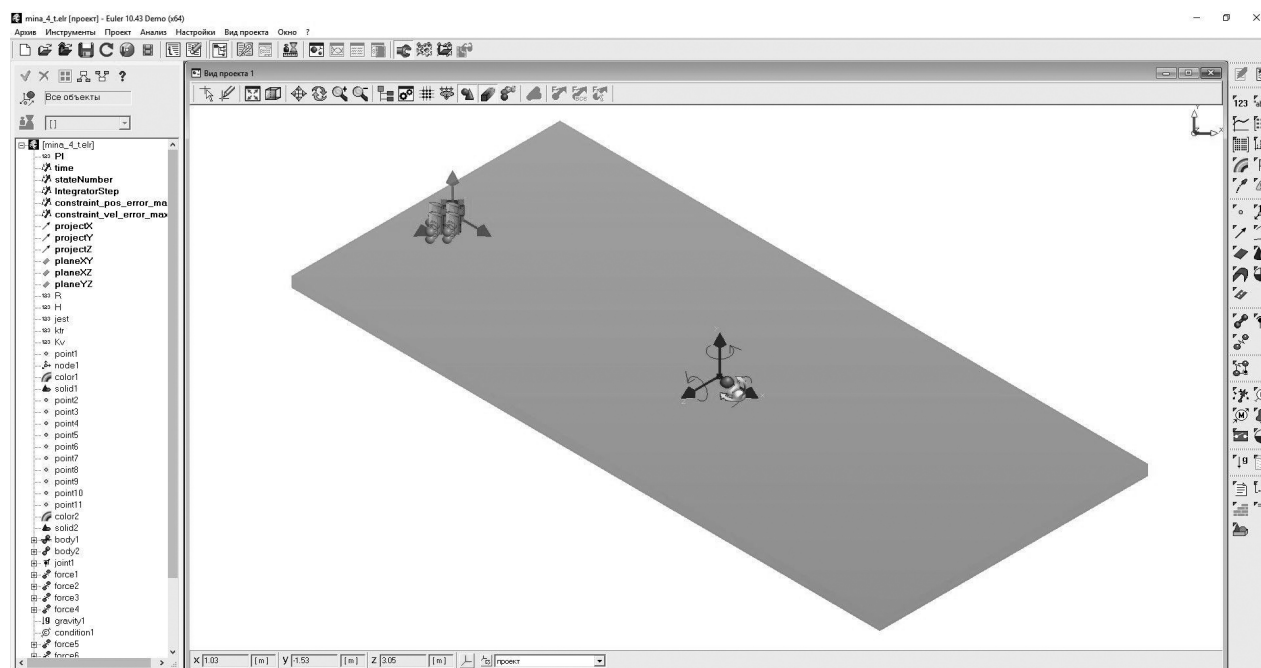 mina_4_t.elr [проект] - Euler 10.43 Demo (x64)
Архив Инструменты Проект Анализ Настройки Вид проекта Окно ?
Вид проекта 1
Все объекты
[ ]
[mina_4_t.elr]
PI
time
stateNumber
IntegratorStep
constraint_pos_error_ma
constraint_vel_error_max
projectX
projectY
projectZ
planeXY
planeXZ
planeYZ
R
H
jest
ktr
Kv
point1
node1
color1
solid1
point2
point3
point4
point5
point6
point7
point8
point9
point10
point11
color2
solid2
body1
body2
joint1
force1
force2
force3
force4
gravity1
condition1
force5
force6
X 1.03 [ m ] Y -1.53 [ m ] Z 3.05 [ m ] проект